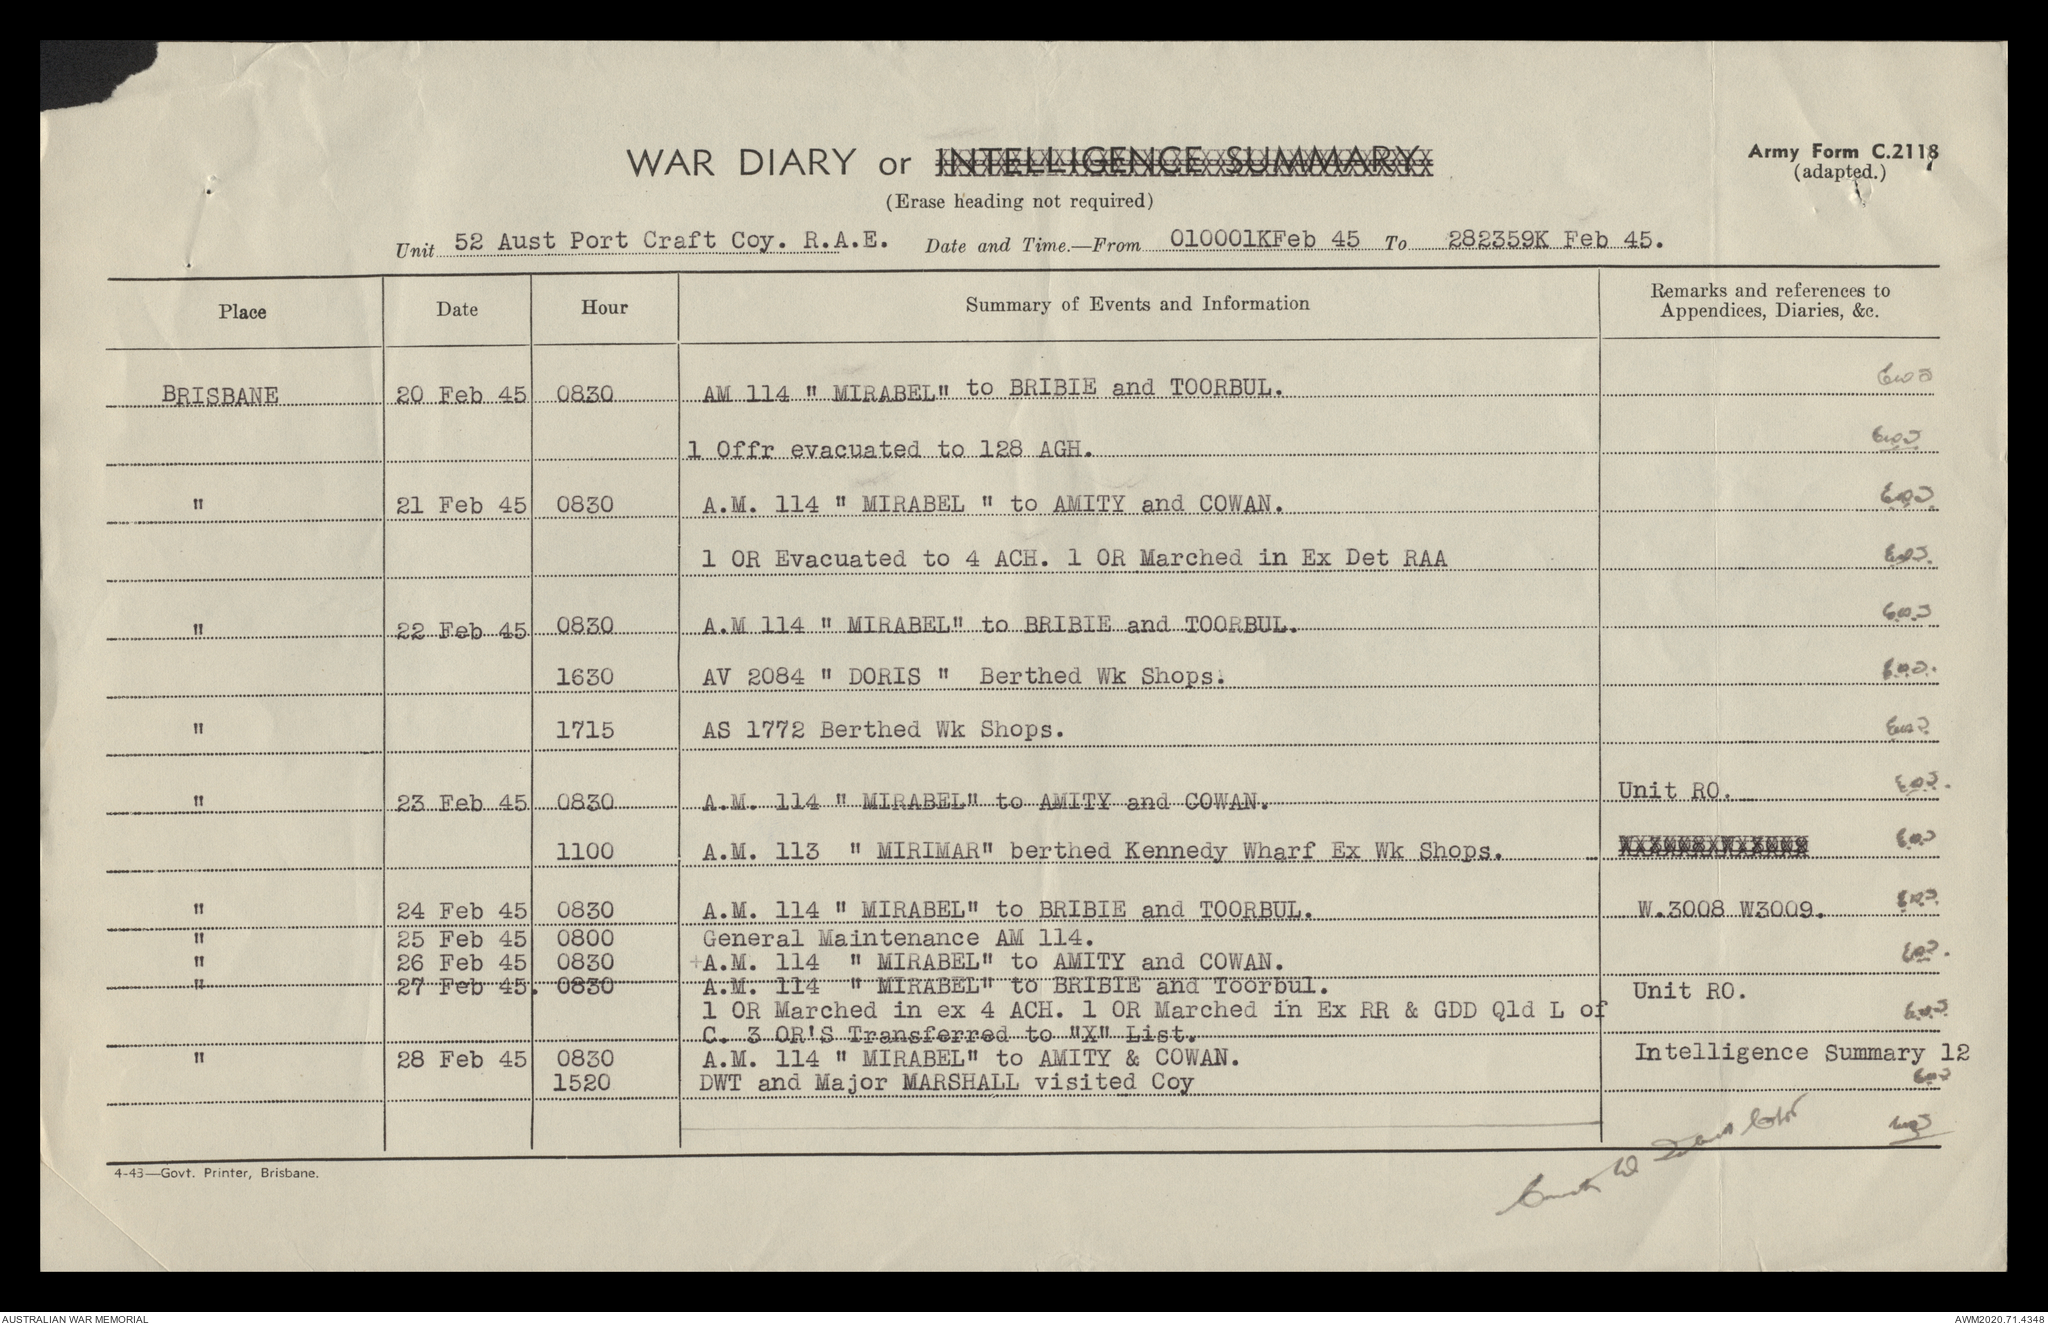 WAR DIARY or INTELLIGENCE SUMMARY
(Erase heading not required)
Army Form C.2118
(adapted.)
Unit 52 Aust Port Craft Coy. R.A.E. Date and Time.—From 010001KFeb 45 To 282359K Feb 45.
Place Date Hour Summary of Events and Information Remarks and references to Appendices, Diaries, &c.
BRISBANE 20 Feb 45 0830 AM 114 " MIRABEL" to BRIBIE and TOORBUL.
1 Offr evacuated to 128 AGH.
" 21 Feb 45 0830 A.M. 114 " MIRABEL " to AMITY and COWAN.
1 OR Evacuated to 4 ACH. 1 OR Marched in Ex Det RAA
" 22 Feb 45 0830 A.M 114 " MIRABEL" to BRIBIE and TOORBUL.
1630 AV 2084 " DORIS " Berthed Wk Shops.
" 1715 AS 1772 Berthed Wk Shops.
" 23 Feb 45 0830 A.M. 114 " MIRABEL" to AMITY and COWAN. Unit RO.
1100 A.M. 113 " MIRIMAR" berthed Kennedy Wharf Ex Wk Shops.
" 24 Feb 45 0830 A.M. 114 " MIRABEL" to BRIBIE and TOORBUL. W.3008 W3009.
" 25 Feb 45 0800 General Maintenance AM 114.
" 26 Feb 45 0830 +A.M. 114 " MIRABEL" to AMITY and COWAN.
" 27 Feb 45. 0830 A.M. 114 " MIRABEL" to BRIBIE and Toorbul. Unit RO.
1 OR Marched in ex 4 ACH. 1 OR Marched in Ex RR & GDD Qld L of
C. 3 OR'S Transferred to "X" List.
" 28 Feb 45 0830 A.M. 114 " MIRABEL" to AMITY & COWAN. Intelligence Summary 12
1520 DWT and Major MARSHALL visited Coy
4-43—Govt. Printer, Brisbane.
AUSTRALIAN WAR MEMORIAL AWM2020.71.4348